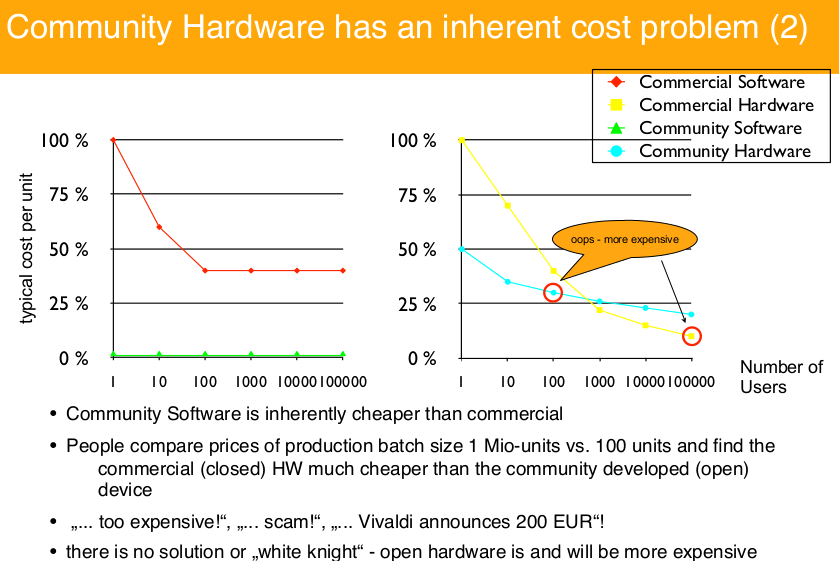 Community Hardware has an inherent cost problem (2)
Commercial Software
Commercial Hardware
Community Software
Community Hardware
typical cost per unit
100 %
75 %
50 %
25 %
0 %
1 10 100 1000 10000100000
100 %
75 %
50 %
25 %
0 %
oops - more expensive
1 10 100 1000 10000100000
Number of
Users
• Community Software is inherently cheaper than commercial
• People compare prices of production batch size 1 Mio-units vs. 100 units and find the
commercial (closed) HW much cheaper than the community developed (open)
device
• „... too expensive!“, „... scam!“, „... Vivaldi announces 200 EUR“!
• there is no solution or „white knight“ - open hardware is and will be more expensive